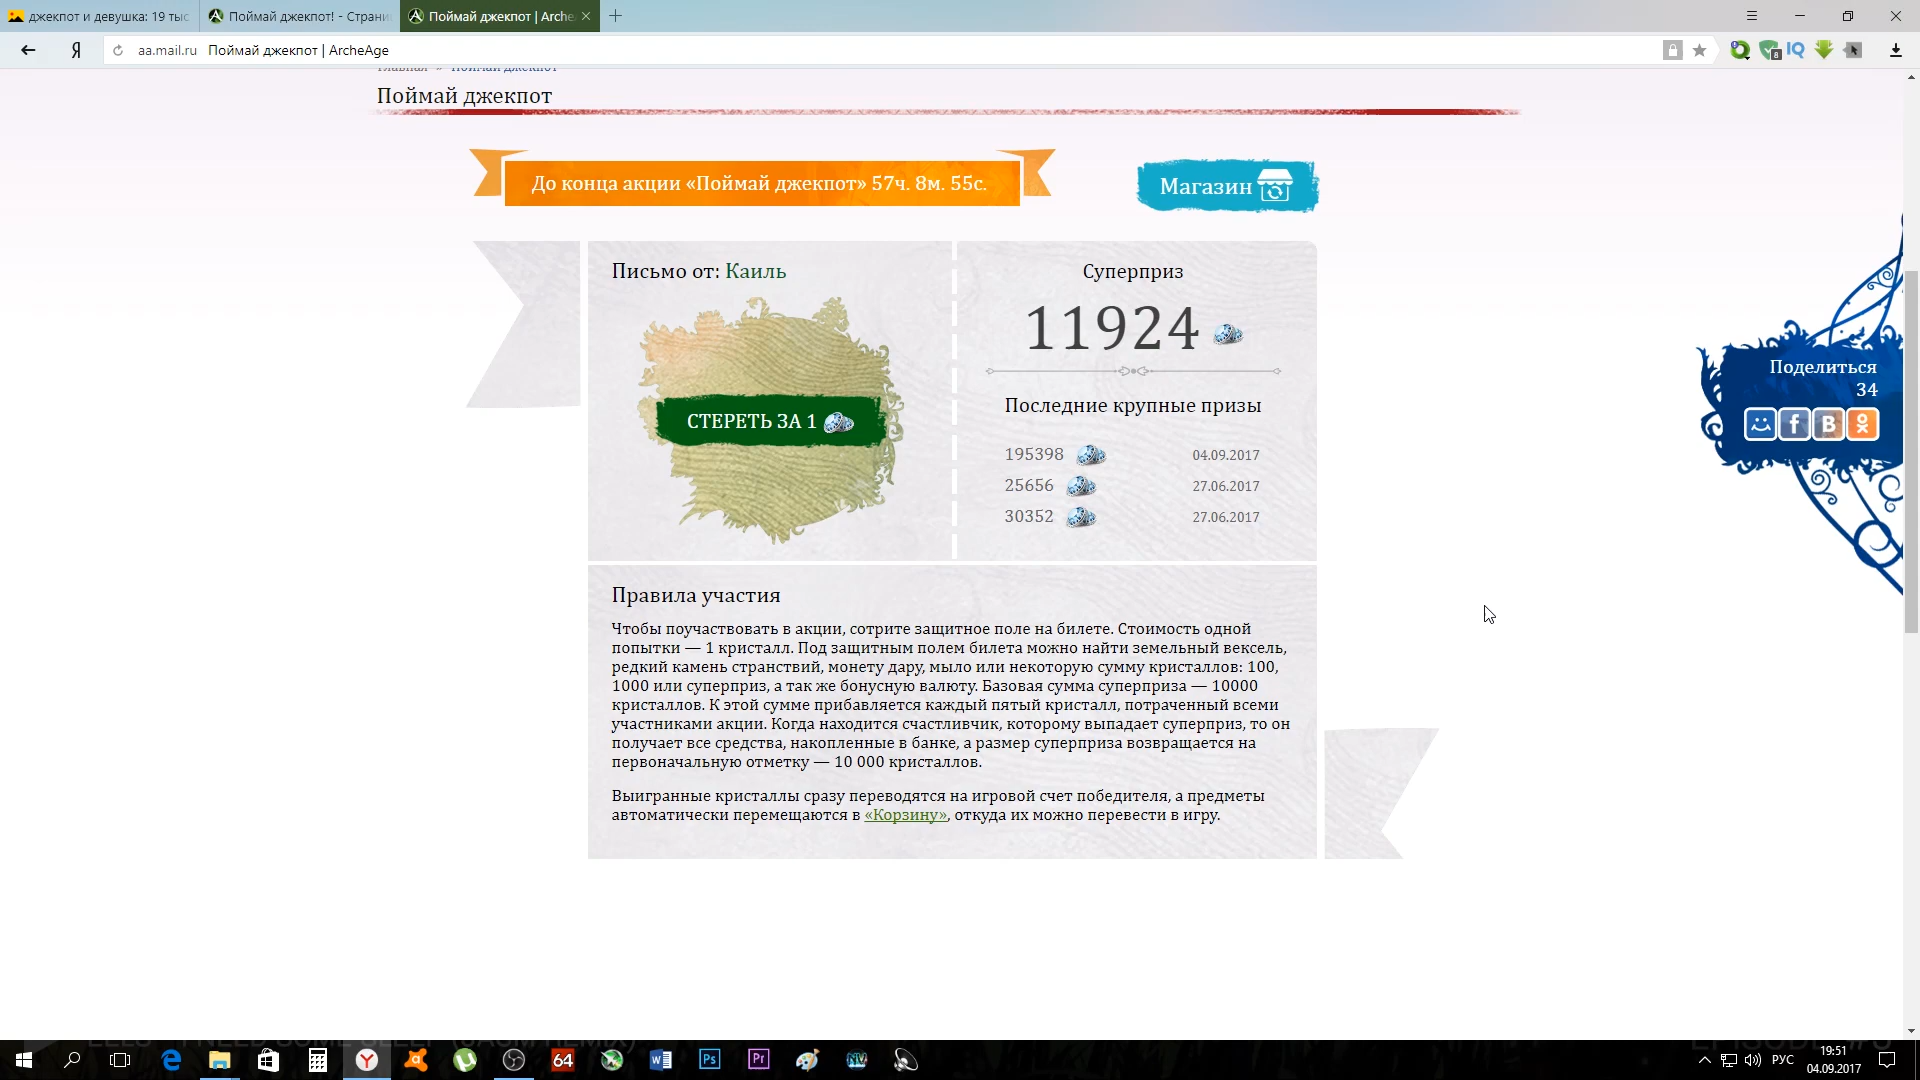 джекпот и девушка: 19 тыс
Поймай джекпот! - Страни
Поймай джекпот | Arche
aa.mail.ru Поймай джекпот | ArcheAge
Поймай джекпот
До конца акции «Поймай джекпот» 57ч. 8м. 55с.
Магазин
Письмо от: Каиль
СТЕРЕТЬ ЗА 1
Суперприз
11924
Последние крупные призы
195398 04.09.2017
25656 27.06.2017
30352 27.06.2017
Поделиться
34
Правила участия
Чтобы поучаствовать в акции, сотрите защитное поле на билете. Стоимость одной
попытки — 1 кристалл. Под защитным полем билета можно найти земельный вексель,
редкий камень странствий, монету дару, мыло или некоторую сумму кристаллов: 100,
1000 или суперприз, а так же бонусную валюту. Базовая сумма суперприза — 10000
кристаллов. К этой сумме прибавляется каждый пятый кристалл, потраченный всеми
участниками акции. Когда находится счастливчик, которому выпадает суперприз, то он
получает все средства, накопленные в банке, а размер суперприза возвращается на
первоначальную отметку — 10 000 кристаллов.
Выигранные кристаллы сразу переводятся на игровой счет победителя, а предметы
автоматически перемещаются в «Корзину», откуда их можно перевести в игру.
64
РУС
19:51
04.09.2017